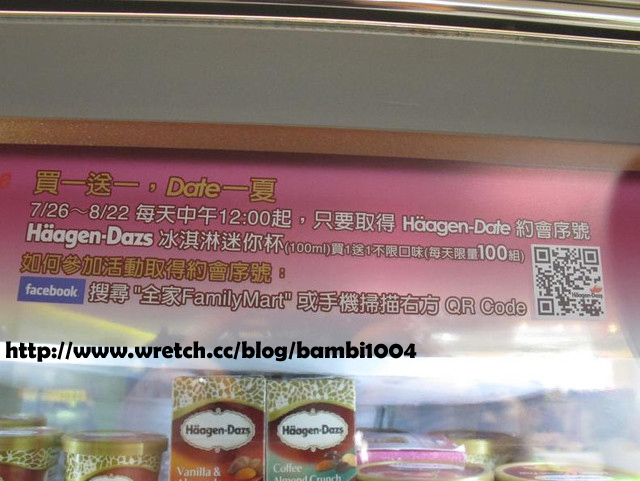 買一送一，Date一夏
7/26～8/22 每天中午12:00起，只要取得 Häagen-Date 約會序號
Häagen-Dazs 冰淇淋迷你杯(100ml)買1送1不限口味(每天限量100組)
如何參加活動取得約會序號：
facebook 搜尋 "全家FamilyMart" 或手機掃描右方 QR Code
Häagen-Dazs
http://www.wretch.cc/blog/bambi1004
Häagen-Dazs
Vanilla &
Häagen-Dazs
Coffee
Almond Crunch